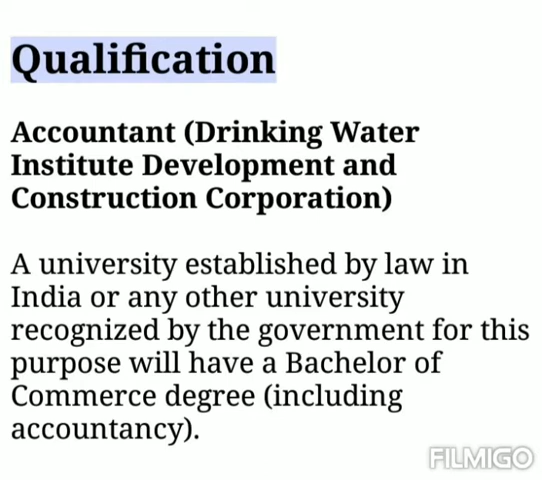 Qualification
Accountant (Drinking Water
Institute Development and
Construction Corporation)
A university established by law in
India or any other university
recognized by the government for this
purpose will have a Bachelor of
Commerce degree (including
accountancy).
FILMIGO